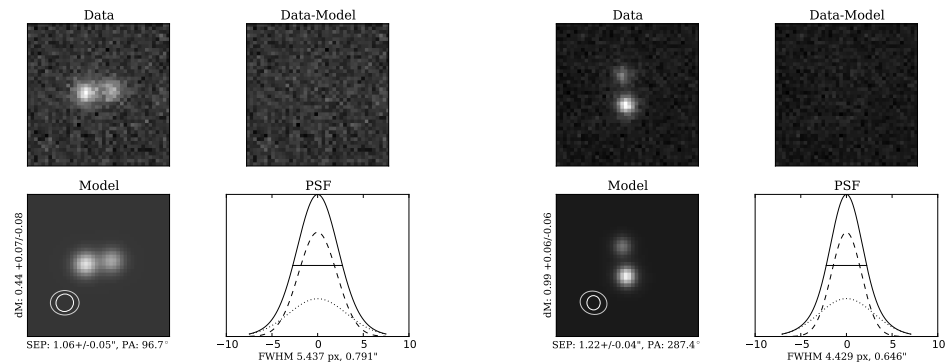 Data
Data-Model
Data
Data-Model
Model
PSF
Model
PSF
dM: 0.44 +0.07/-0.08
dM: 0.99 +0.06/-0.06
−10 −5 0 5 10
−10 −5 0 5 10
SEP: 1.06+/-0.05", PA: 96.7°
FWHM 5.437 px, 0.791"
SEP: 1.22+/-0.04", PA: 287.4°
FWHM 4.429 px, 0.646"